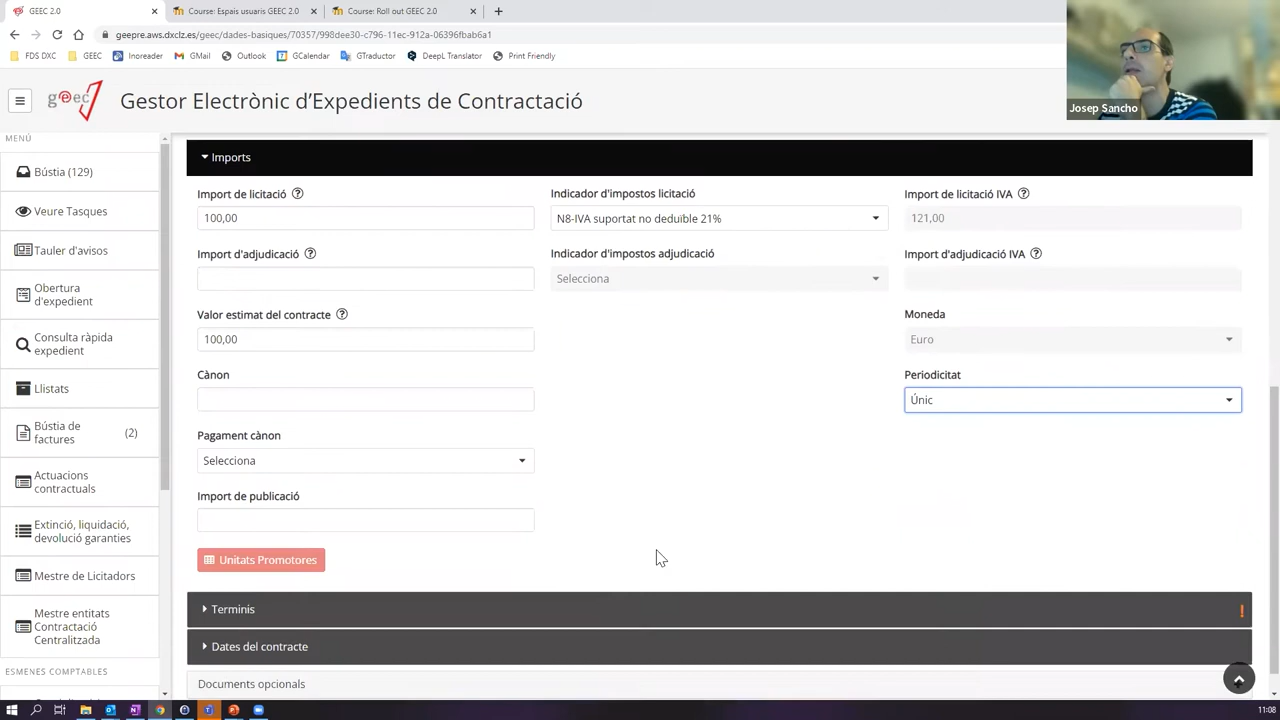 GEEC 2.0
Course: Espais usuaris GEEC 2.0
Course: Roll out GEEC 2.0
geepre.aws.dxclz.es/geec/dades-basiques/70357/998dee30-c796-11ec-912a-06396fbab6a1
FDS DXC GEEC Inoreader GMail Outlook GCalendar GTraductor DeepL Translator Print Friendly
geec Gestor Electrònic d'Expedients de Contractació
Josep Sancho
MENÚ
Bústia (129)
Veure Tasques
Tauler d'avisos
Obertura
d'expedient
Consulta ràpida
expedient
Llistats
Bústia de
factures (2)
Actuacions
contractuals
Extinció, liquidació,
devolució garanties
Mestre de Licitadors
Mestre entitats
Contractació
Centralitzada
ESMENES COMPTABLES
Imports
Import de licitació Indicador d'impostos licitació Import de licitació IVA
100,00 N8-IVA suportat no deduïble 21% 121,00
Import d'adjudicació Indicador d'impostos adjudicació Import d'adjudicació IVA
Selecciona
Valor estimat del contracte Moneda
100,00 Euro
Cànon Periodicitat
Únic
Pagament cànon
Selecciona
Import de publicació
Unitats Promotores
Terminis !
Dates del contracte
Documents opcionals
11:08